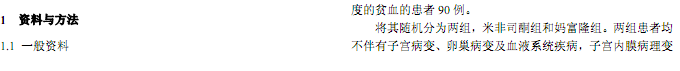 1 资料与方法
1.1 一般资料
度的贫血的患者 90 例。
将其随机分为两组，米非司酮组和妈富隆组。两组患者均
不伴有子宫病变、卵巢病变及血液系统疾病，子宫内膜病理变